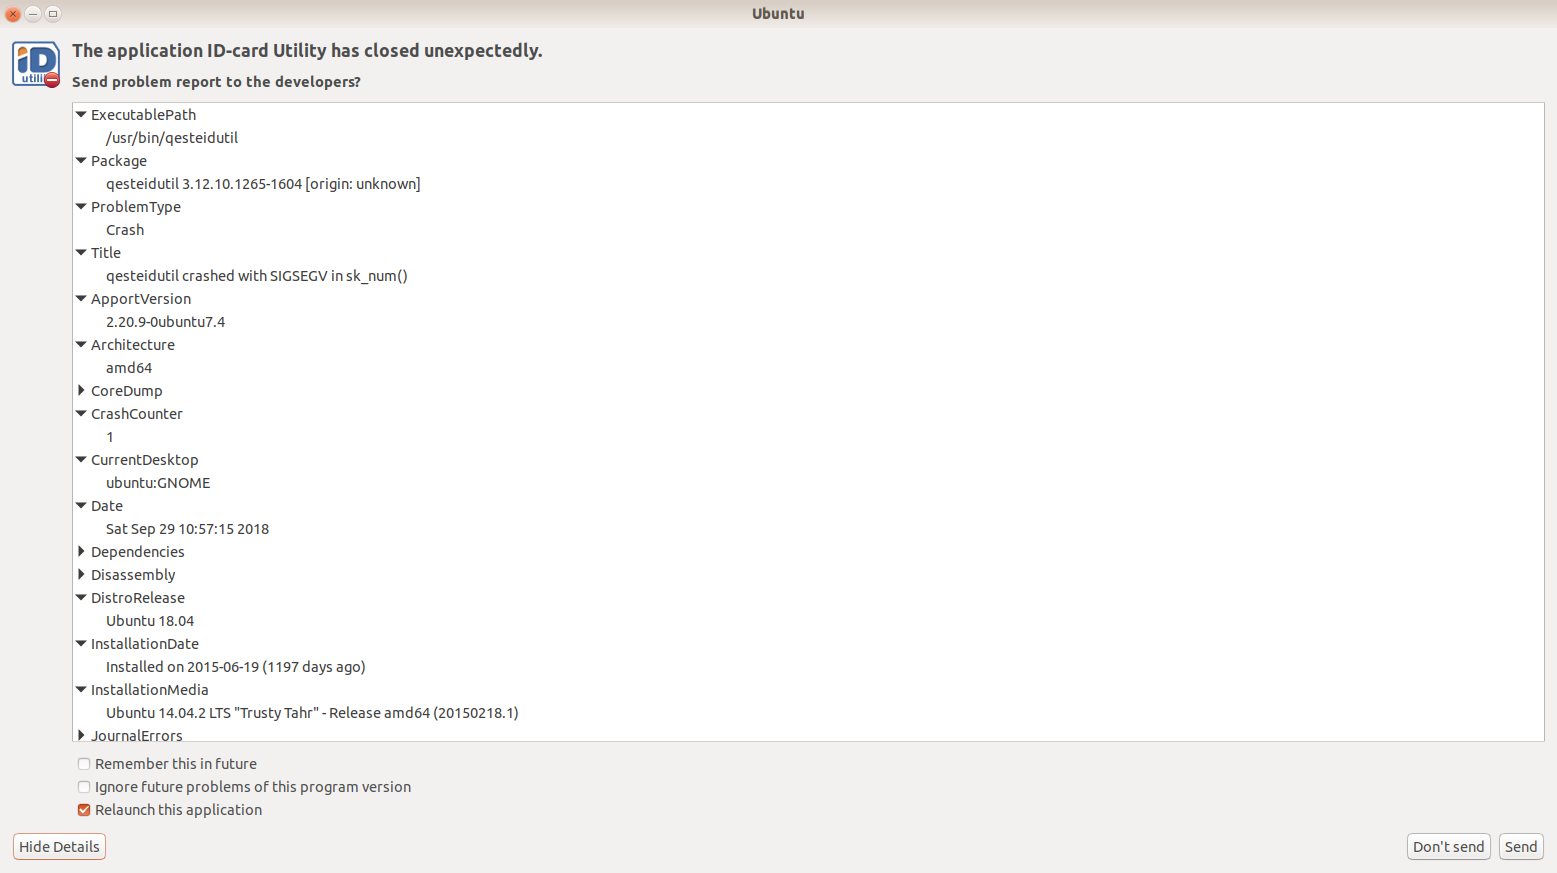 Ubuntu
iD
utili
The application ID-card Utility has closed unexpectedly.
Send problem report to the developers?
ExecutablePath
/usr/bin/qesteidutil
Package
qesteidutil 3.12.10.1265-1604 [origin: unknown]
ProblemType
Crash
Title
qesteidutil crashed with SIGSEGV in sk_num()
ApportVersion
2.20.9-0ubuntu7.4
Architecture
amd64
CoreDump
CrashCounter
1
CurrentDesktop
ubuntu:GNOME
Date
Sat Sep 29 10:57:15 2018
Dependencies
Disassembly
DistroRelease
Ubuntu 18.04
InstallationDate
Installed on 2015-06-19 (1197 days ago)
InstallationMedia
Ubuntu 14.04.2 LTS "Trusty Tahr" - Release amd64 (20150218.1)
JournalErrors
Remember this in future
Ignore future problems of this program version
Relaunch this application
Hide Details
Don't send
Send